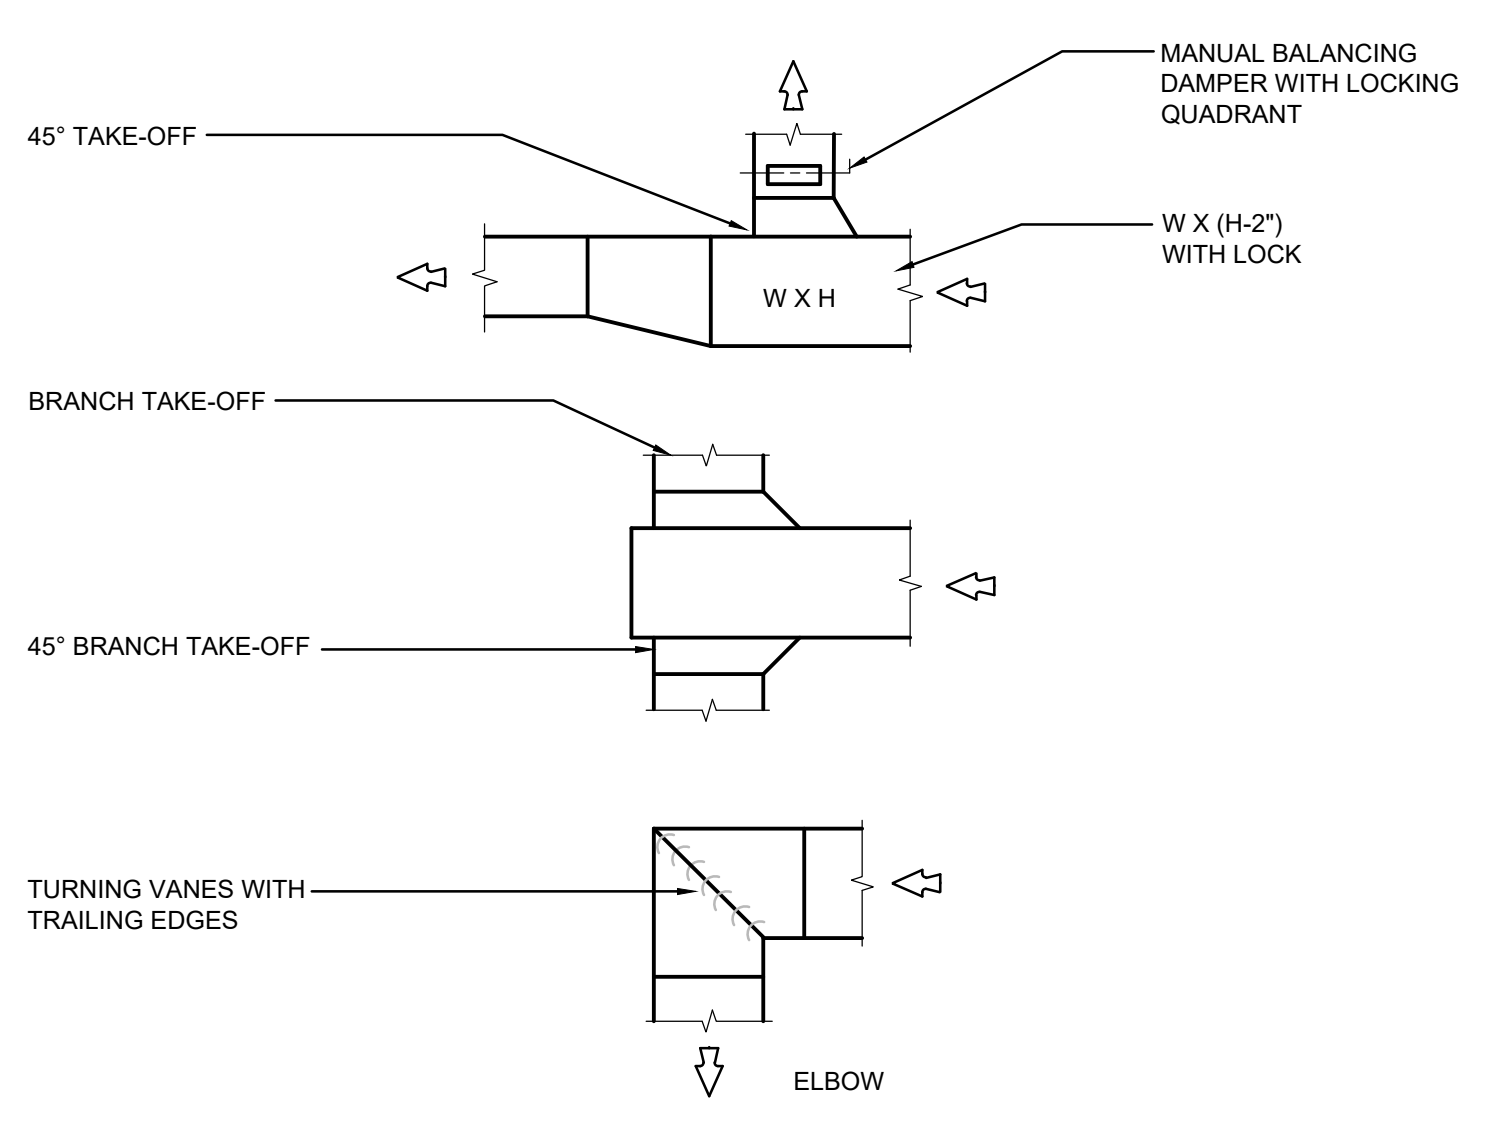 MANUAL BALANCING
DAMPER WITH LOCKING
QUADRANT
45° TAKE-OFF
W X (H-2")
WITH LOCK
W X H
BRANCH TAKE-OFF
45° BRANCH TAKE-OFF
TURNING VANES WITH
TRAILING EDGES
ELBOW